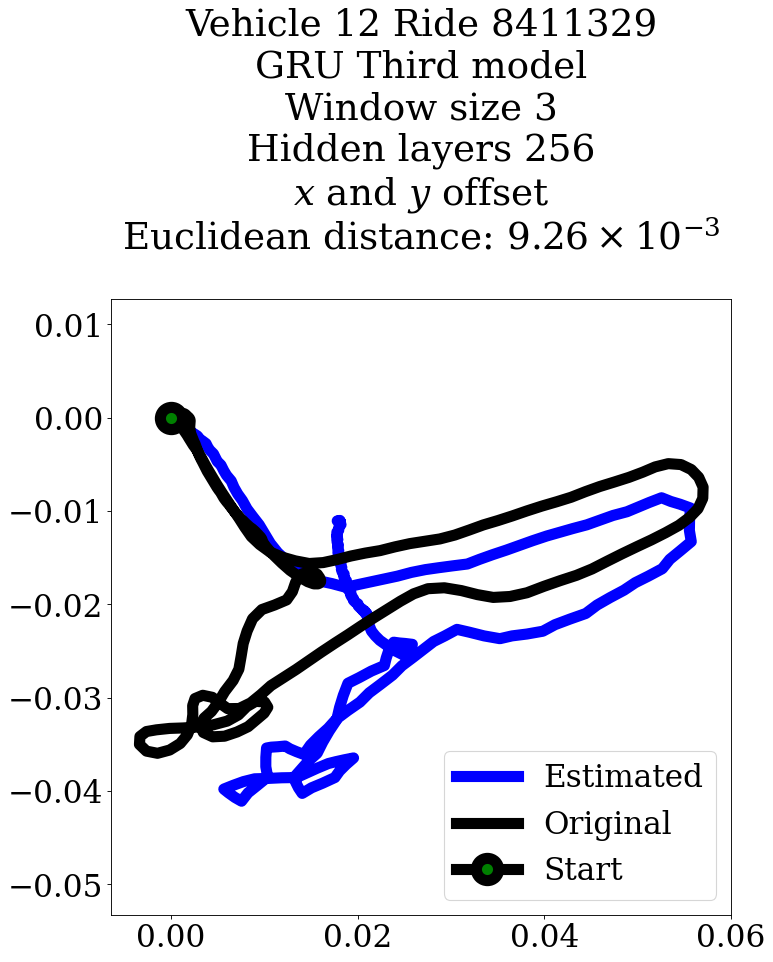 Vehicle 12 Ride 8411329
GRU Third model
Window size 3
Hidden layers 256
x and y offset
Euclidean distance: 9.26 × 10⁻³
0.01
0.00
−0.01
−0.02
−0.03
−0.04
−0.05
Estimated
Original
Start
0.00 0.02 0.04 0.06